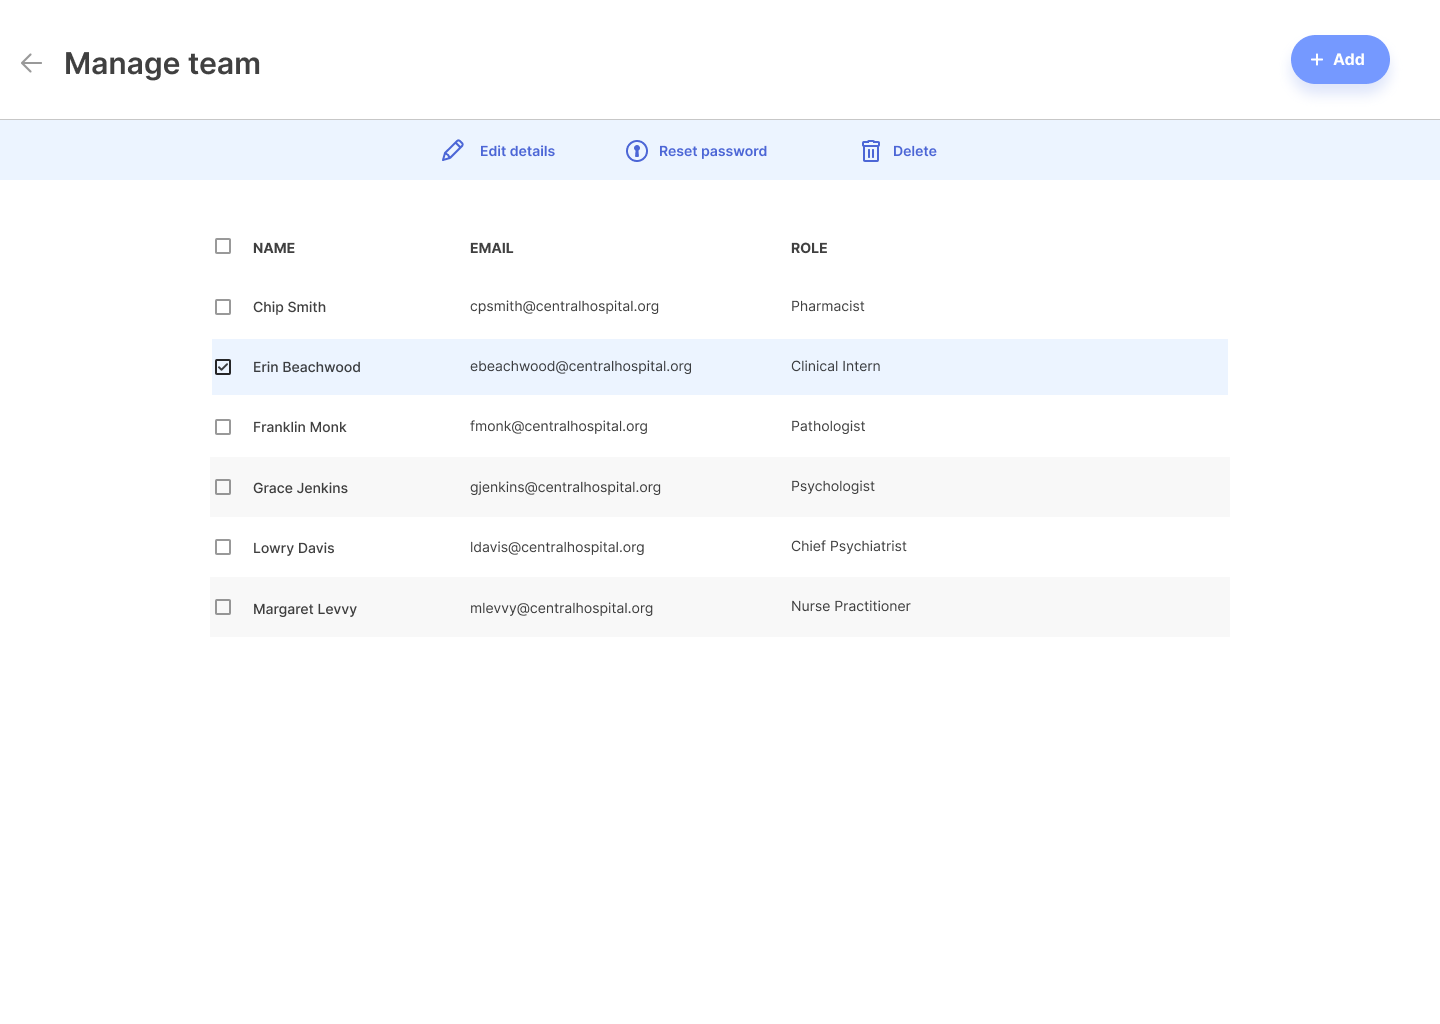 Manage team
+ Add
Edit details Reset password Delete
NAME EMAIL ROLE
Chip Smith cpsmith@centralhospital.org Pharmacist
Erin Beachwood ebeachwood@centralhospital.org Clinical Intern
Franklin Monk fmonk@centralhospital.org Pathologist
Grace Jenkins gjenkins@centralhospital.org Psychologist
Lowry Davis ldavis@centralhospital.org Chief Psychiatrist
Margaret Levvy mlevvy@centralhospital.org Nurse Practitioner